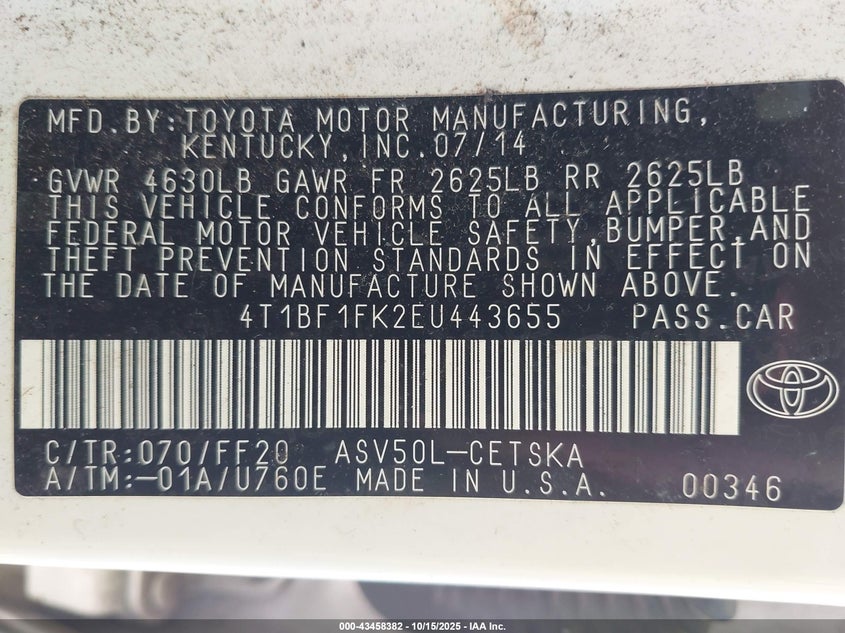 MFD.BY:TOYOTA MOTOR MANUFACTURING,
KENTUCKY,INC.07/14
GVWR 4630LB GAWR FR 2625LB RR 2625LB
THIS VEHICLE CONFORMS TO ALL APPLICABLE
FEDERAL MOTOR VEHICLE SAFETY,BUMPER,AND
THEFT PREVENTION STANDARDS IN EFFECT ON
THE DATE OF MANUFACTURE SHOWN ABOVE.
4T1BF1FK2EU443655 PASS.CAR
C/TR:070/FF20 ASV50L-CETSKA
A/TM:-01A/U760E MADE IN U.S.A. 00346
000-43458382 | 10/15/2025 | IAA Inc.